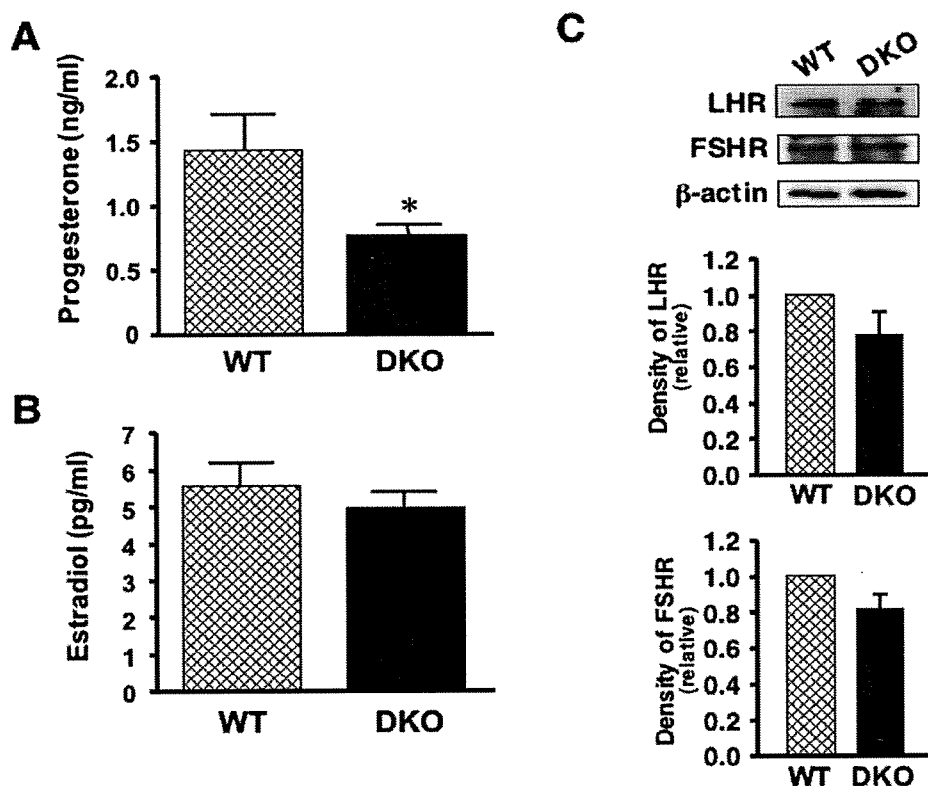 A
Progesterone (ng/ml)
2.0
1.5
1.0
0.5
0
*
WT
DKO
B
Estradiol (pg/ml)
7
6
5
4
3
2
1
0
WT
DKO
C
WT
DKO
LHR
FSHR
β-actin
Density of LHR
(relative)
1.2
1.0
0.8
0.6
0.4
0.2
0.0
WT
DKO
Density of FSHR
(relative)
1.2
1.0
0.8
0.6
0.4
0.2
0.0
WT
DKO